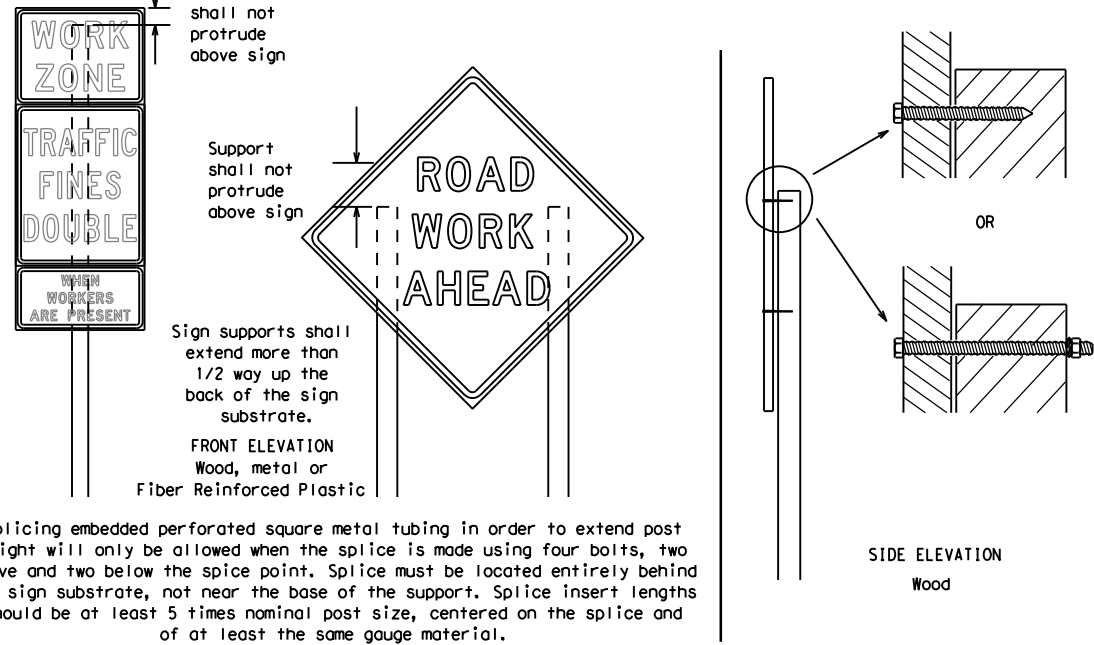 WORK
ZONE
TRAFFIC
FINES
DOUBLE
WHEN
WORKERS
ARE PRESENT
shall not
protrude
above sign
Support
shall not
protrude
above sign
ROAD
WORK
AHEAD
Sign supports shall
extend more than
1/2 way up the
back of the sign
substrate.
FRONT ELEVATION
Wood, metal or
Fiber Reinforced Plastic
plicing embedded perforated square metal tubing in order to extend post
ight will only be allowed when the splice is made using four bolts, two
ve and two below the spice point. Splice must be located entirely behind
sign substrate, not near the base of the support. Splice insert lengths
hould be at least 5 times nominal post size, centered on the splice and
of at least the same gauge material.
OR
SIDE ELEVATION
Wood